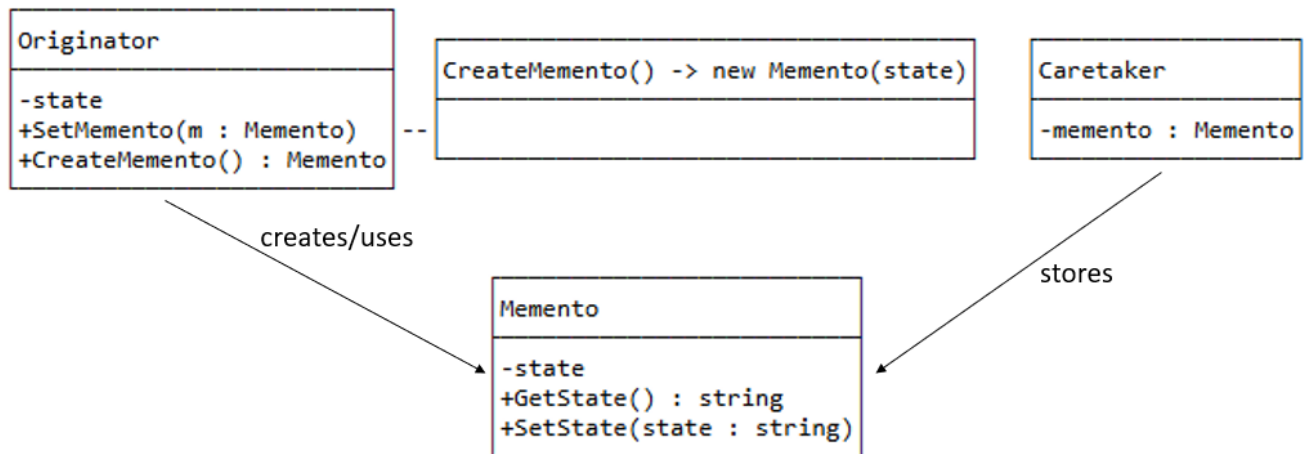 Originator
-state
+SetMemento(m : Memento)
+CreateMemento() : Memento
--
CreateMemento() -> new Memento(state)
Caretaker
-memento : Memento
creates/uses
stores
Memento
-state
+GetState() : string
+SetState(state : string)